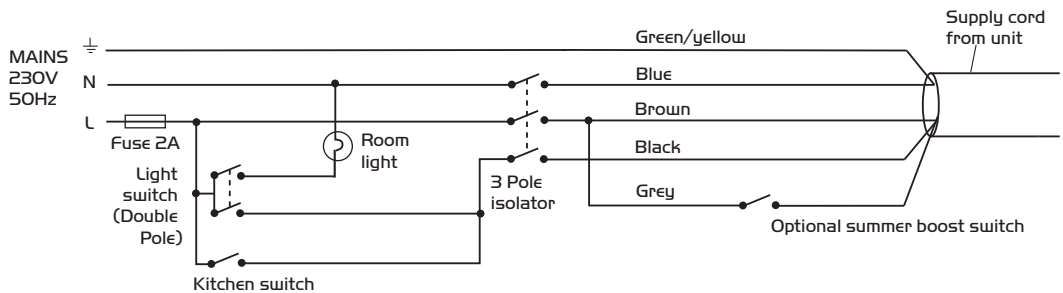 Supply cord
from unit
Green/yellow
MAINS
230V
50Hz
N
Blue
L
Brown
Fuse 2A
Room
light
Black
Light
switch
(Double
Pole)
3 Pole
isolator
Grey
Optional summer boost switch
Kitchen switch